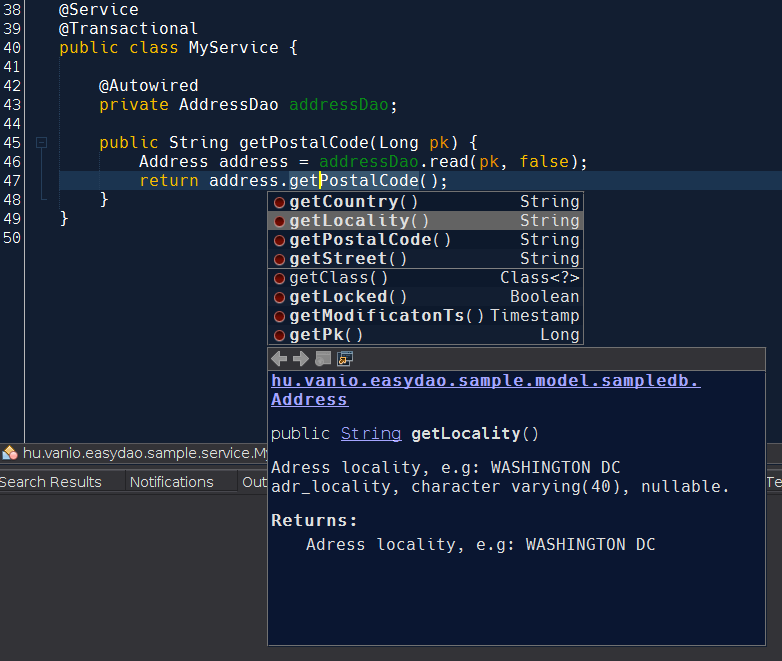 38 @Service
39 @Transactional
40 public class MyService {
41
42 @Autowired
43 private AddressDao addressDao;
44
45 public String getPostalCode(Long pk) {
46 Address address = addressDao.read(pk, false);
47 return address.getPostalCode();
48 }
49 }
50
getCountry() String
getLocality() String
getPostalCode() String
getStreet() String
getClass() Class<?>
getLocked() Boolean
getModificatonTs() Timestamp
getPk() Long
hu.vanio.easydao.sample.model.sampledb.
Address
public String getLocality()
Adress locality, e.g: WASHINGTON DC
adr_locality, character varying(40), nullable.
Returns:
Adress locality, e.g: WASHINGTON DC
hu.vanio.easydao.sample.service.My
Search Results Notifications Out Te